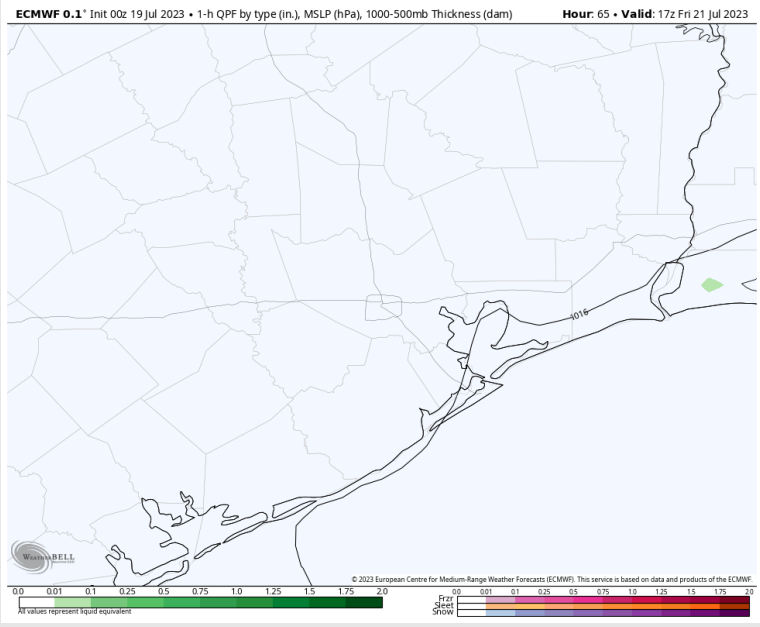 ECMWF 0.1° Init 00z 19 Jul 2023 • 1-h QPF by type (in.), MSLP (hPa), 1000-500mb Thickness (dam) Hour: 65 • Valid: 17z Fri 21 Jul 2023
1016
WEATHERBELL
© 2023 European Centre for Medium-Range Weather Forecasts (ECMWF). This service is based on data and products of the ECMWF.
0.0 0.01 0.1 0.25 0.5 0.75 1.0 1.25 1.5 1.75 2.0
All values represent liquid equivalent
0.0 0.01 0.1 0.25 0.5 0.75 1.0 1.25 1.5 1.75 2.0
Frzr
Sleet
Snow